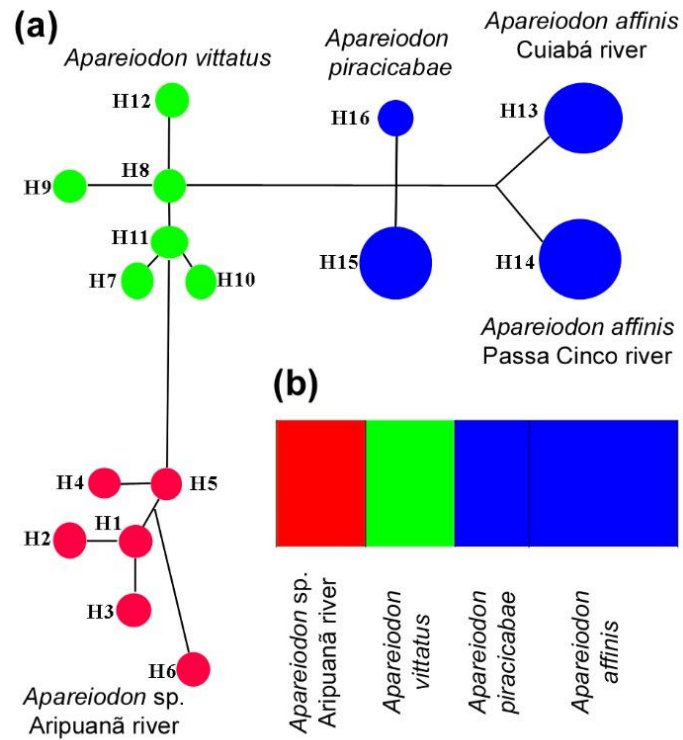 (a)
Apareiodon vittatus
Apareiodon
piracicabae
Apareiodon affinis
Cuiabá river
H12
H16
H13
H9
H8
H11
H7
H10
H15
H14
Apareiodon affinis
Passa Cinco river
H4
H5
H2
H1
H3
H6
Apareiodon sp.
Aripuanã river
(b)
Apareiodon sp.
Aripuanã river
Apareiodon
vittatus
Apareiodon
piracicabae
Apareiodon
affinis